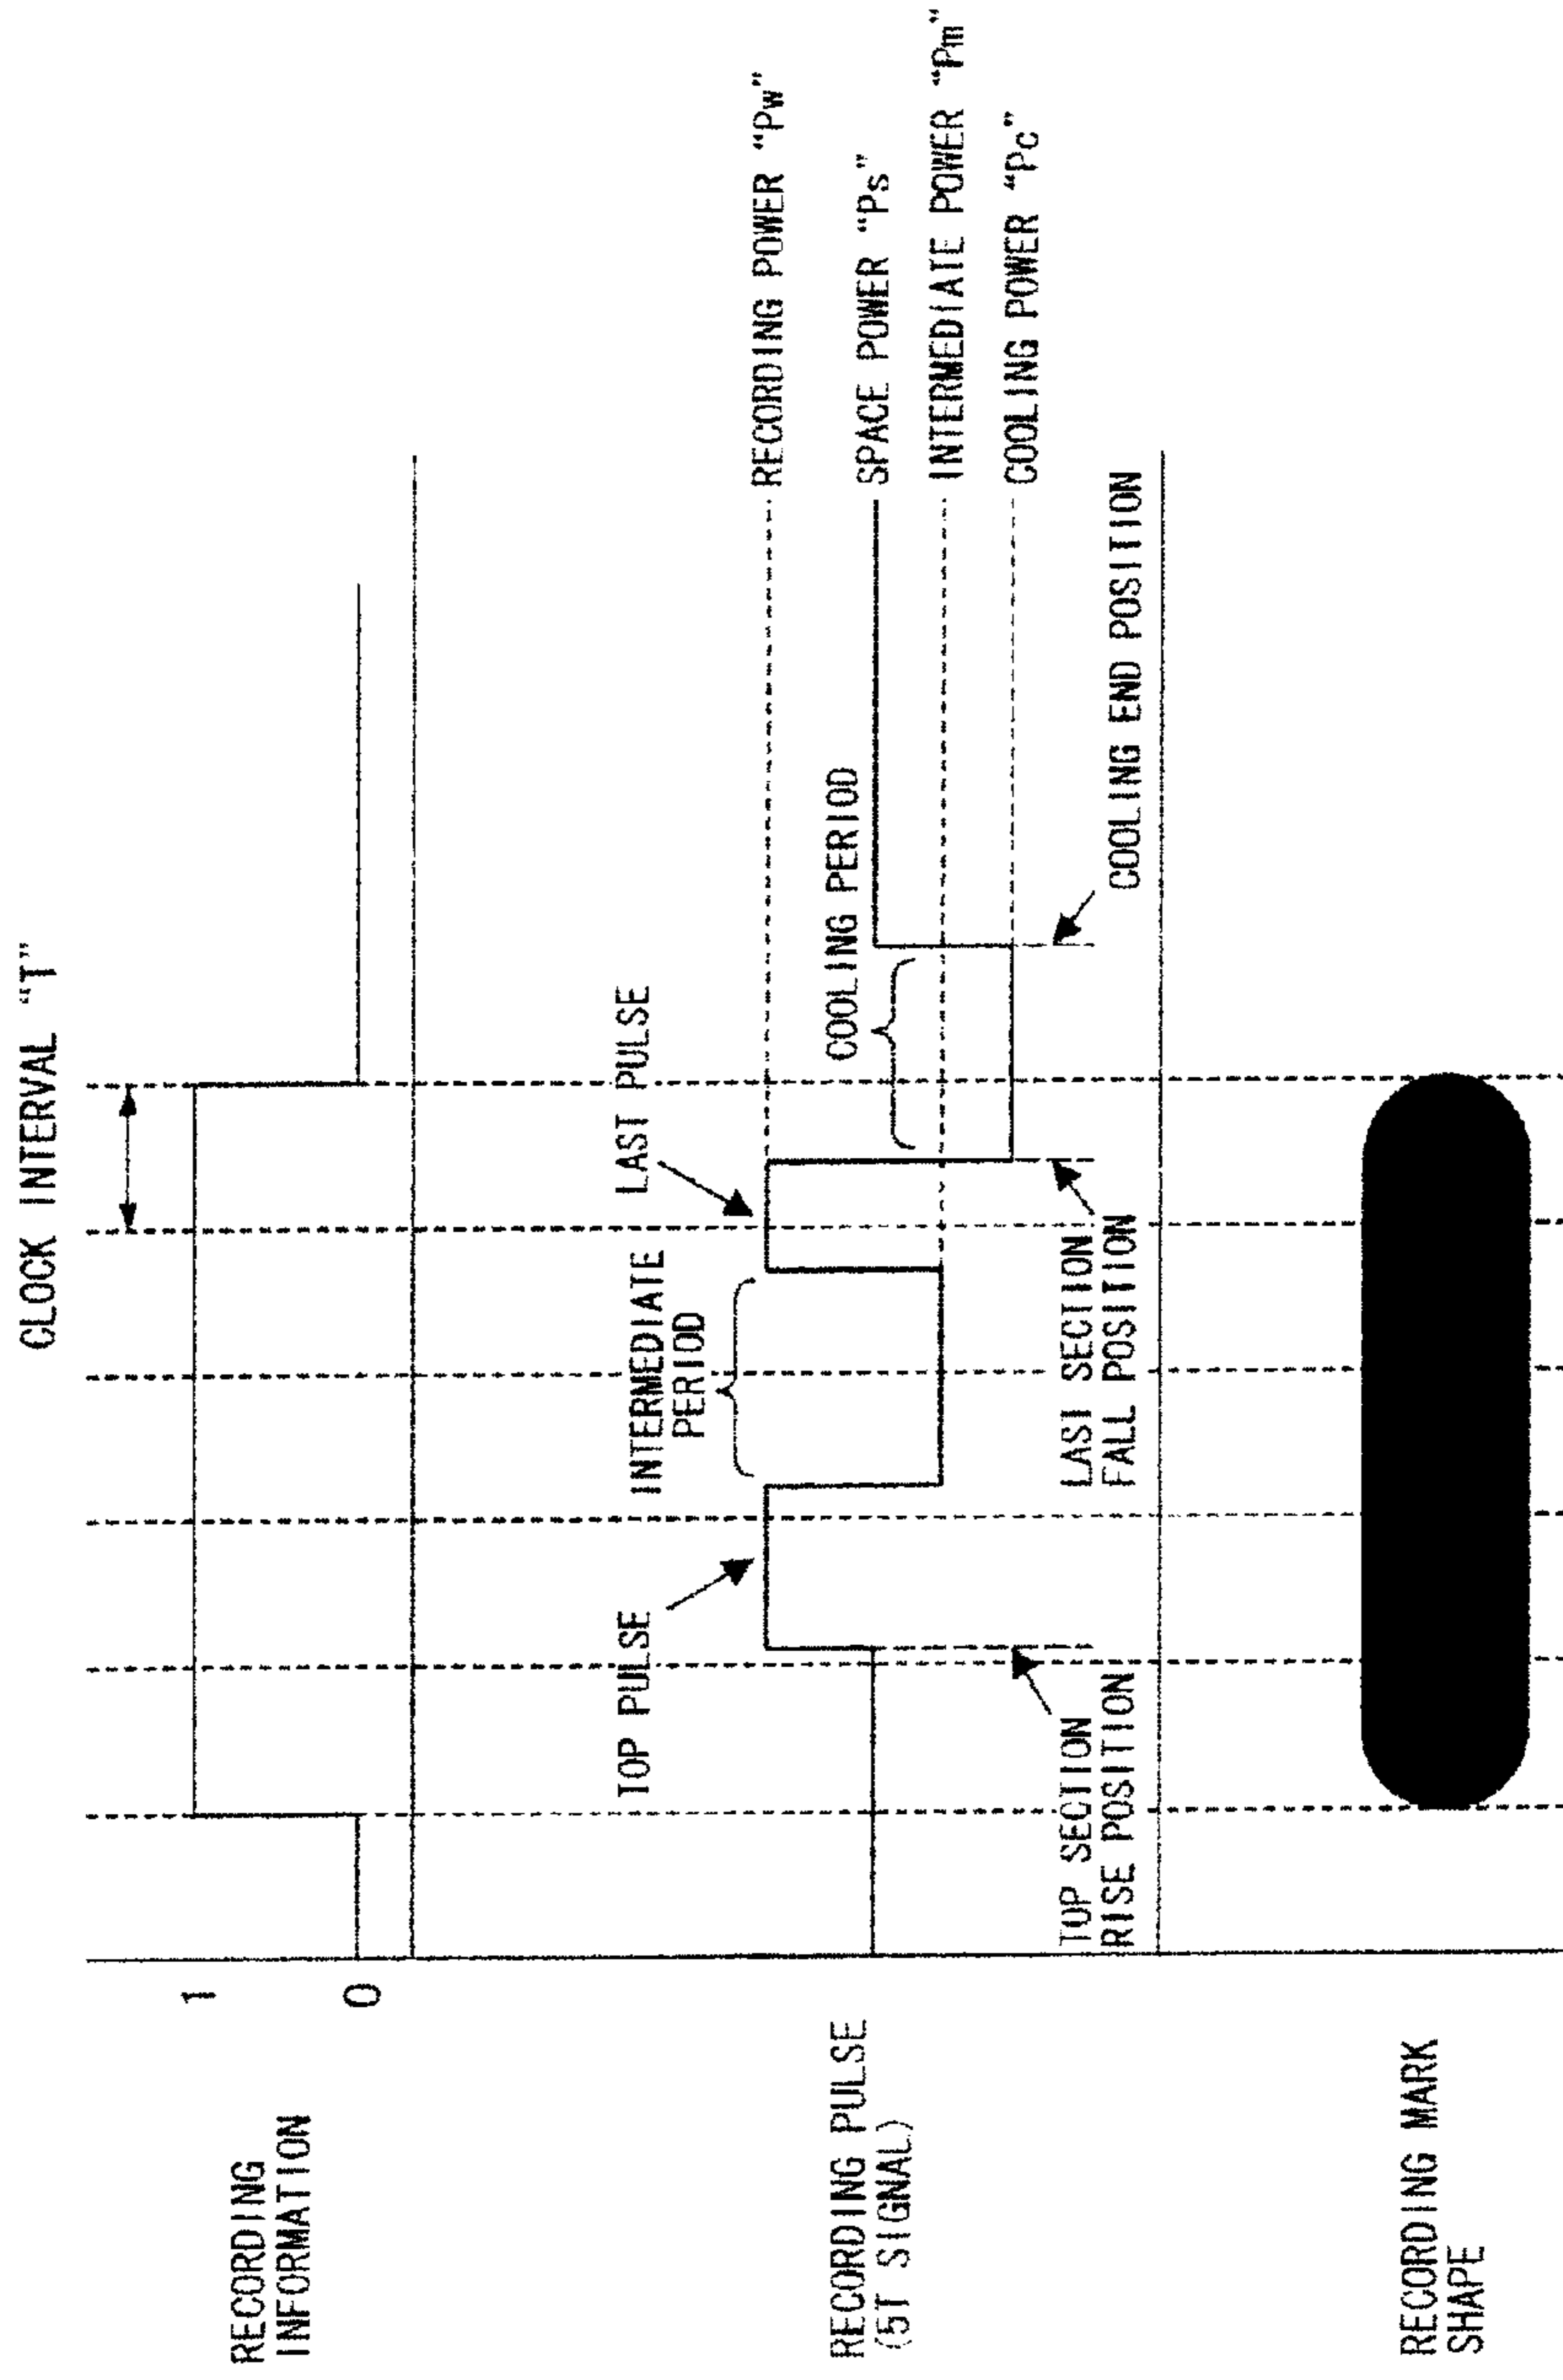 CLOCK INTERVAL "T"
RECORDING
INFORMATION
1
0
RECORDING PULSE
(5T SIGNAL)
TOP PULSE
INTERMEDIATE
PERIOD
LAST PULSE
COOLING PERIOD
RECORDING POWER "Pw"
SPACE POWER "Ps"
INTERMEDIATE POWER "Pm"
COOLING POWER "Pc"
TOP SECTION
RISE POSITION
LAST SECTION
FALL POSITION
COOLING END POSITION
RECORDING MARK
SHAPE